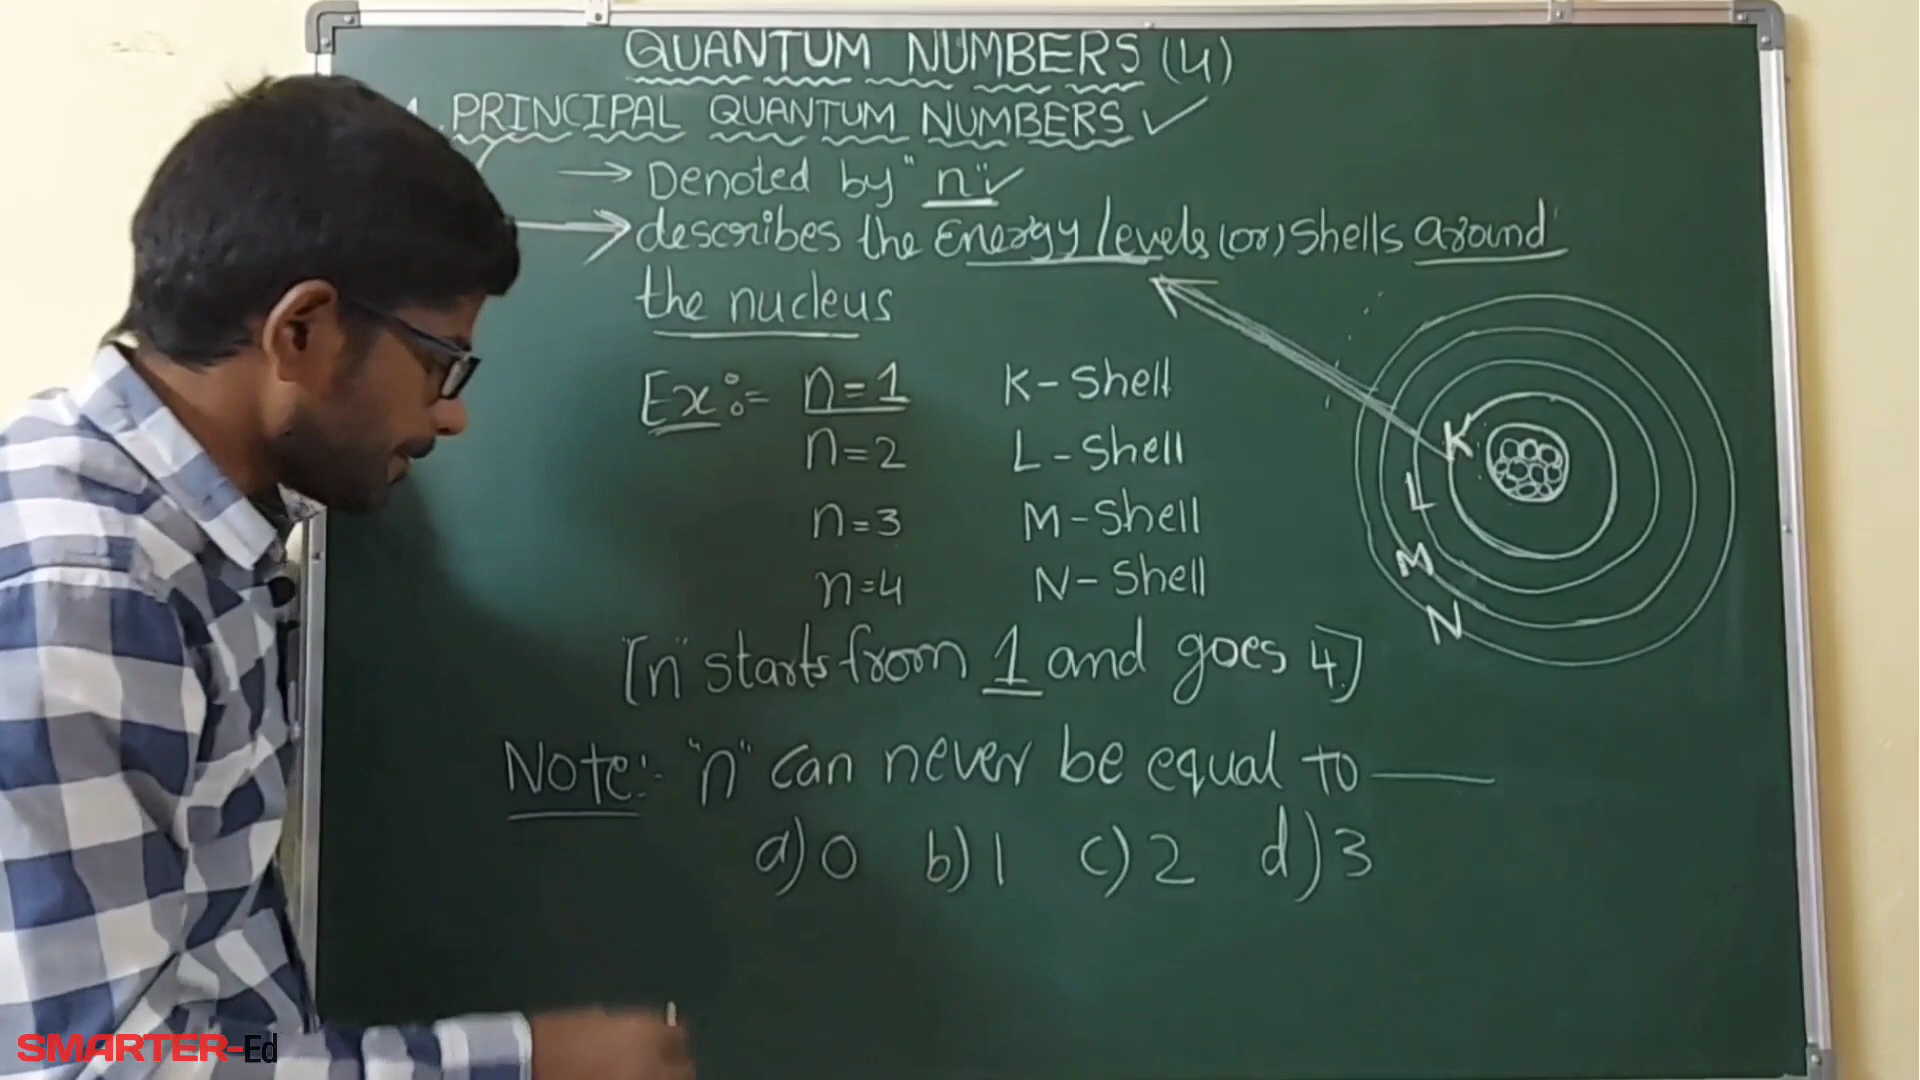 QUANTUM NUMBERS (4)
1. PRINCIPAL QUANTUM NUMBERS ✓
→ Denoted by "n" ✓
→ describes the Energy levels (or) shells around
the nucleus
Ex:- n=1 K-Shell
n=2 L-Shell
n=3 M-Shell
n=4 N-Shell
["n" starts from 1 and goes 4]
Note:- "n" can never be equal to ———
a) 0 b) 1 c) 2 d) 3
K
L
M
N
SMARTER-Ed